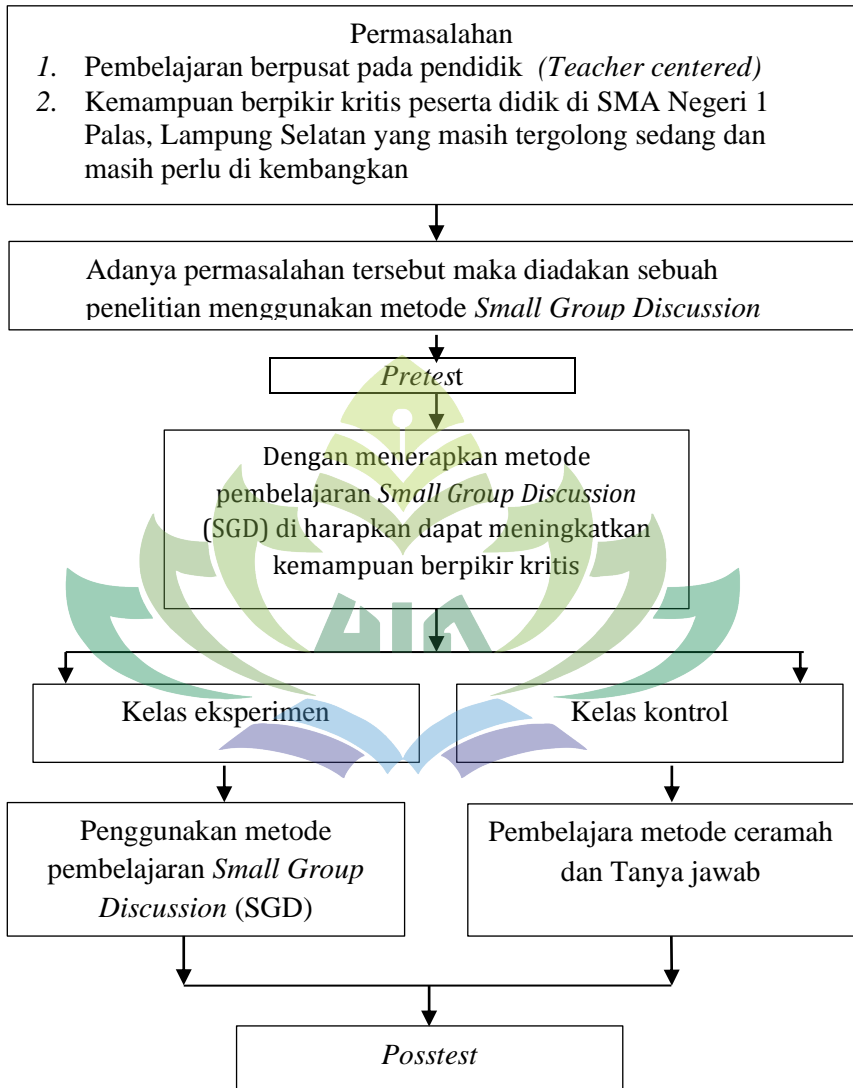 Permasalahan
1. Pembelajaran berpusat pada pendidik (Teacher centered)
2. Kemampuan berpikir kritis peserta didik di SMA Negeri 1
Palas, Lampung Selatan yang masih tergolong sedang dan
masih perlu di kembangkan
Adanya permasalahan tersebut maka diadakan sebuah
penelitian menggunakan metode Small Group Discussion
Pretest
Dengan menerapkan metode
pembelajaran Small Group Discussion
(SGD) di harapkan dapat meningkatkan
kemampuan berpikir kritis
Kelas eksperimen
Kelas kontrol
Penggunakan metode
pembelajaran Small Group
Discussion (SGD)
Pembelajara metode ceramah
dan Tanya jawab
Posstest